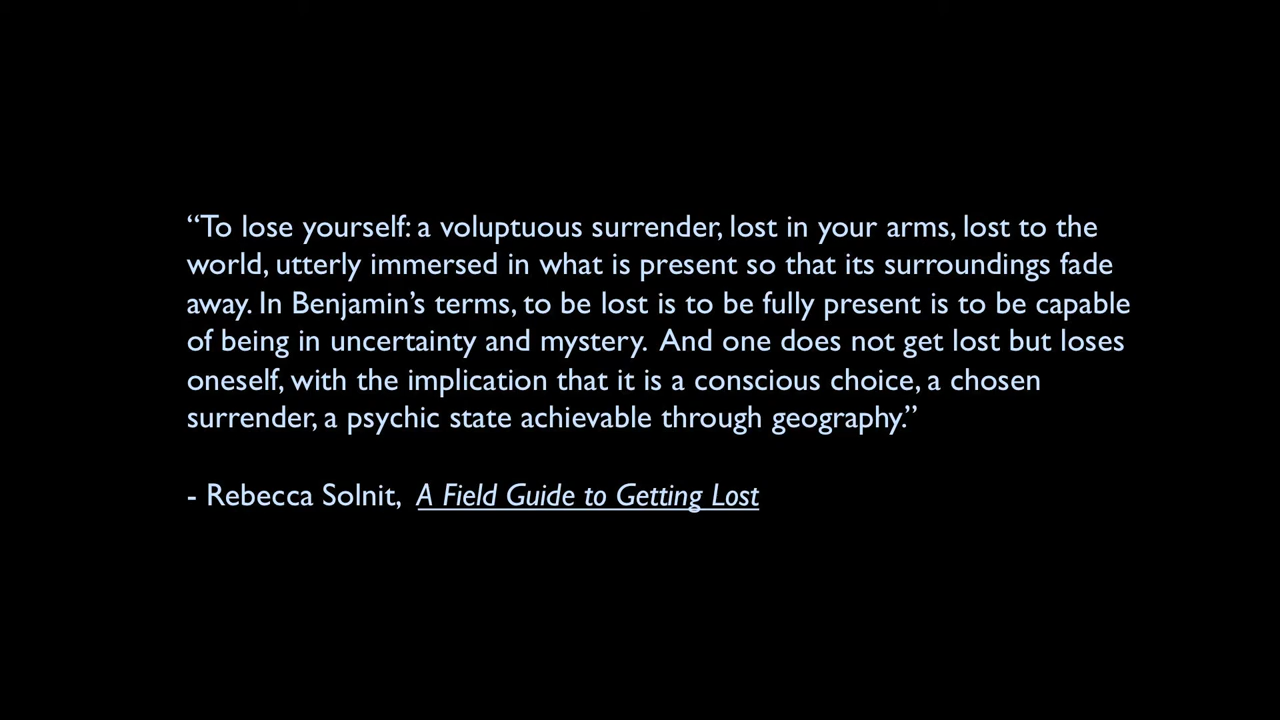 “To lose yourself: a voluptuous surrender, lost in your arms, lost to the
world, utterly immersed in what is present so that its surroundings fade
away. In Benjamin’s terms, to be lost is to be fully present is to be capable
of being in uncertainty and mystery.  And one does not get lost but loses
oneself, with the implication that it is a conscious choice, a chosen
surrender, a psychic state achievable through geography.”
- Rebecca Solnit,  A Field Guide to Getting Lost